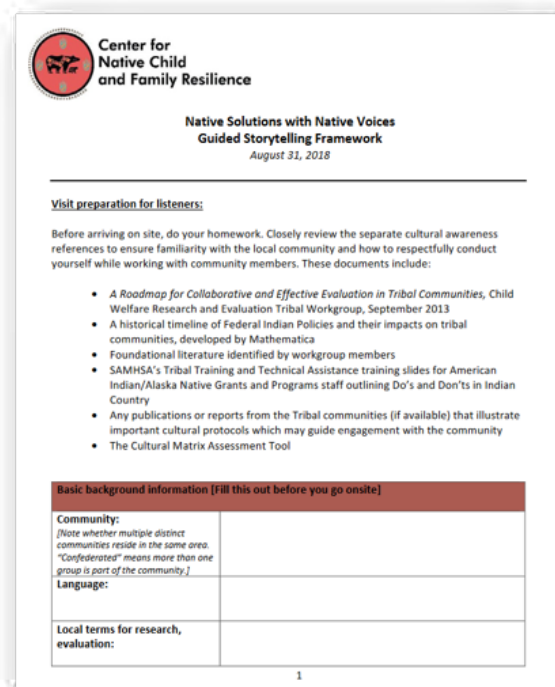 Center for
Native Child
and Family Resilience
Native Solutions with Native Voices
Guided Storytelling Framework
August 31, 2018
Visit preparation for listeners:
Before arriving on site, do your homework. Closely review the separate cultural awareness
references to ensure familiarity with the local community and how to respectfully conduct
yourself while working with community members. These documents include:
• A Roadmap for Collaborative and Effective Evaluation in Tribal Communities, Child
Welfare Research and Evaluation Tribal Workgroup, September 2013
• A historical timeline of Federal Indian Policies and their impacts on tribal
communities, developed by Mathematica
• Foundational literature identified by workgroup members
• SAMHSA's Tribal Training and Technical Assistance training slides for American
Indian/Alaska Native Grants and Programs staff outlining Do's and Don'ts in Indian
Country
• Any publications or reports from the Tribal communities (if available) that illustrate
important cultural protocols which may guide engagement with the community
• The Cultural Matrix Assessment Tool
Basic background information [Fill this out before you go onsite]
Community:
[Note whether multiple distinct
communities reside in the same area.
"Confederated" means more than one
group is part of the community.]
Language:
Local terms for research,
evaluation:
1